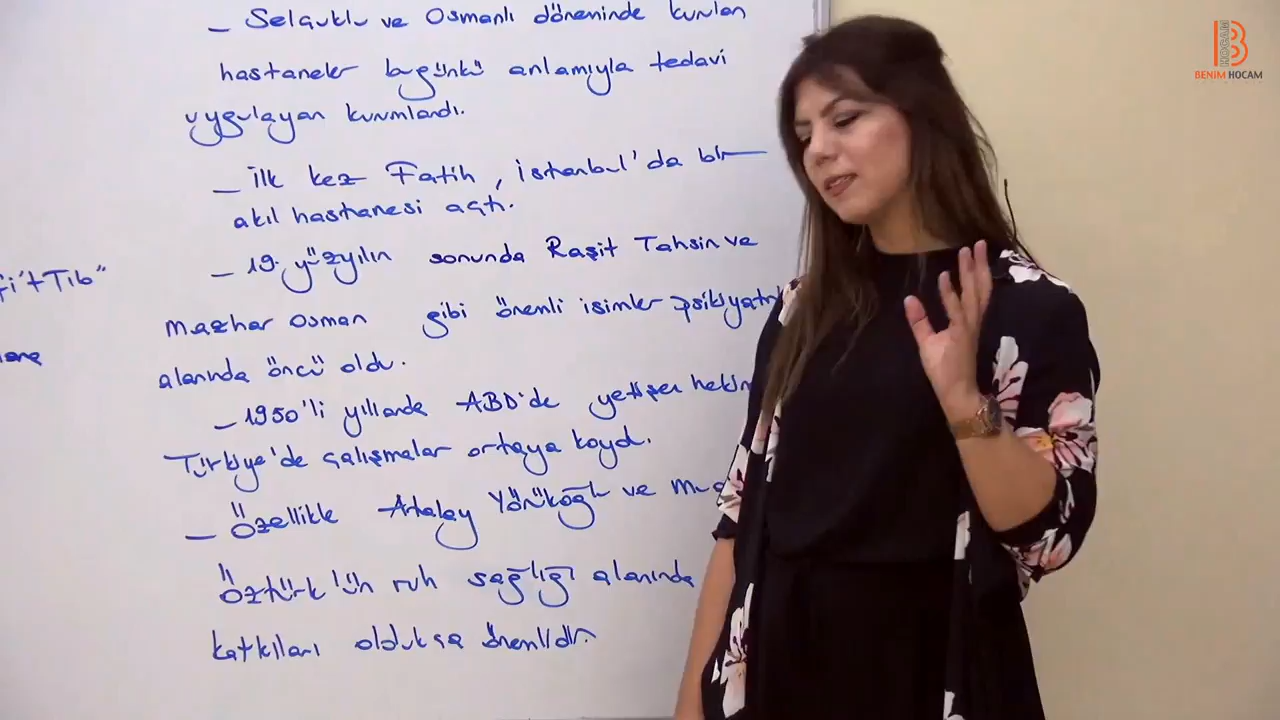 - Selçuklu ve Osmanlı döneminde kurulan
hastaneler bugünkü anlamıyla tedavi
uygulayan kurumlardı.
- İlk kez Fatih, İstanbul'da bir
akıl hastanesi açtı.
- 19. yüzyılın sonunda Raşit Tahsin ve
Mazhar Osman gibi önemli isimler psikiyatri
alanında öncü oldu.
- 1950'li yıllarda ABD'de yetişen hekim
Türkiye'de çalışmalar ortaya koydu.
- Özellikle Atalay Yörükoğlu ve
Öztürk'ün ruh sağlığı alanında
katkıları oldukça önemlidir.
't Tıb"
BENİM HOCAM